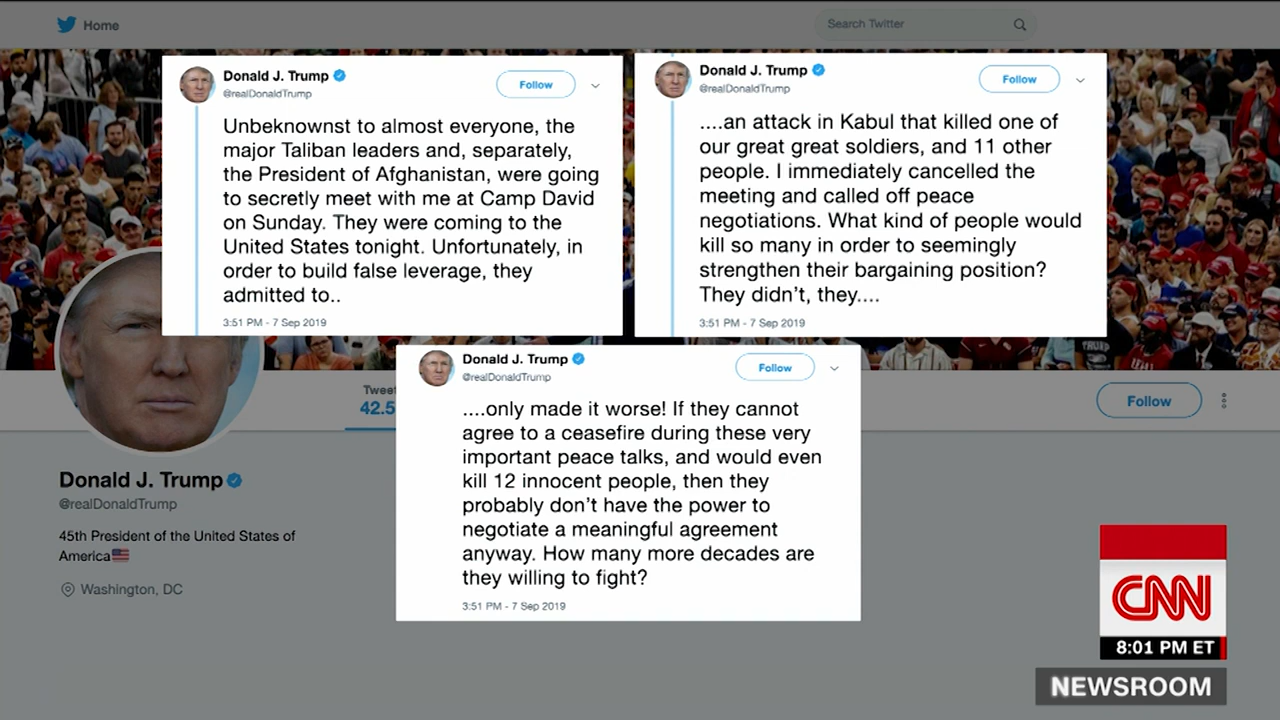 Home
Search Twitter
Donald J. Trump
@realDonaldTrump
Follow
Unbeknownst to almost everyone, the
major Taliban leaders and, separately,
the President of Afghanistan, were going
to secretly meet with me at Camp David
on Sunday. They were coming to the
United States tonight. Unfortunately, in
order to build false leverage, they
admitted to..
3:51 PM - 7 Sep 2019
Donald J. Trump
@realDonaldTrump
Follow
....an attack in Kabul that killed one of
our great great soldiers, and 11 other
people. I immediately cancelled the
meeting and called off peace
negotiations. What kind of people would
kill so many in order to seemingly
strengthen their bargaining position?
They didn't, they....
3:51 PM - 7 Sep 2019
Donald J. Trump
@realDonaldTrump
Follow
....only made it worse! If they cannot
agree to a ceasefire during these very
important peace talks, and would even
kill 12 innocent people, then they
probably don't have the power to
negotiate a meaningful agreement
anyway. How many more decades are
they willing to fight?
3:51 PM - 7 Sep 2019
42.5
Follow
Donald J. Trump
@realDonaldTrump
45th President of the United States of
America
Washington, DC
CNN
8:01 PM ET
NEWSROOM